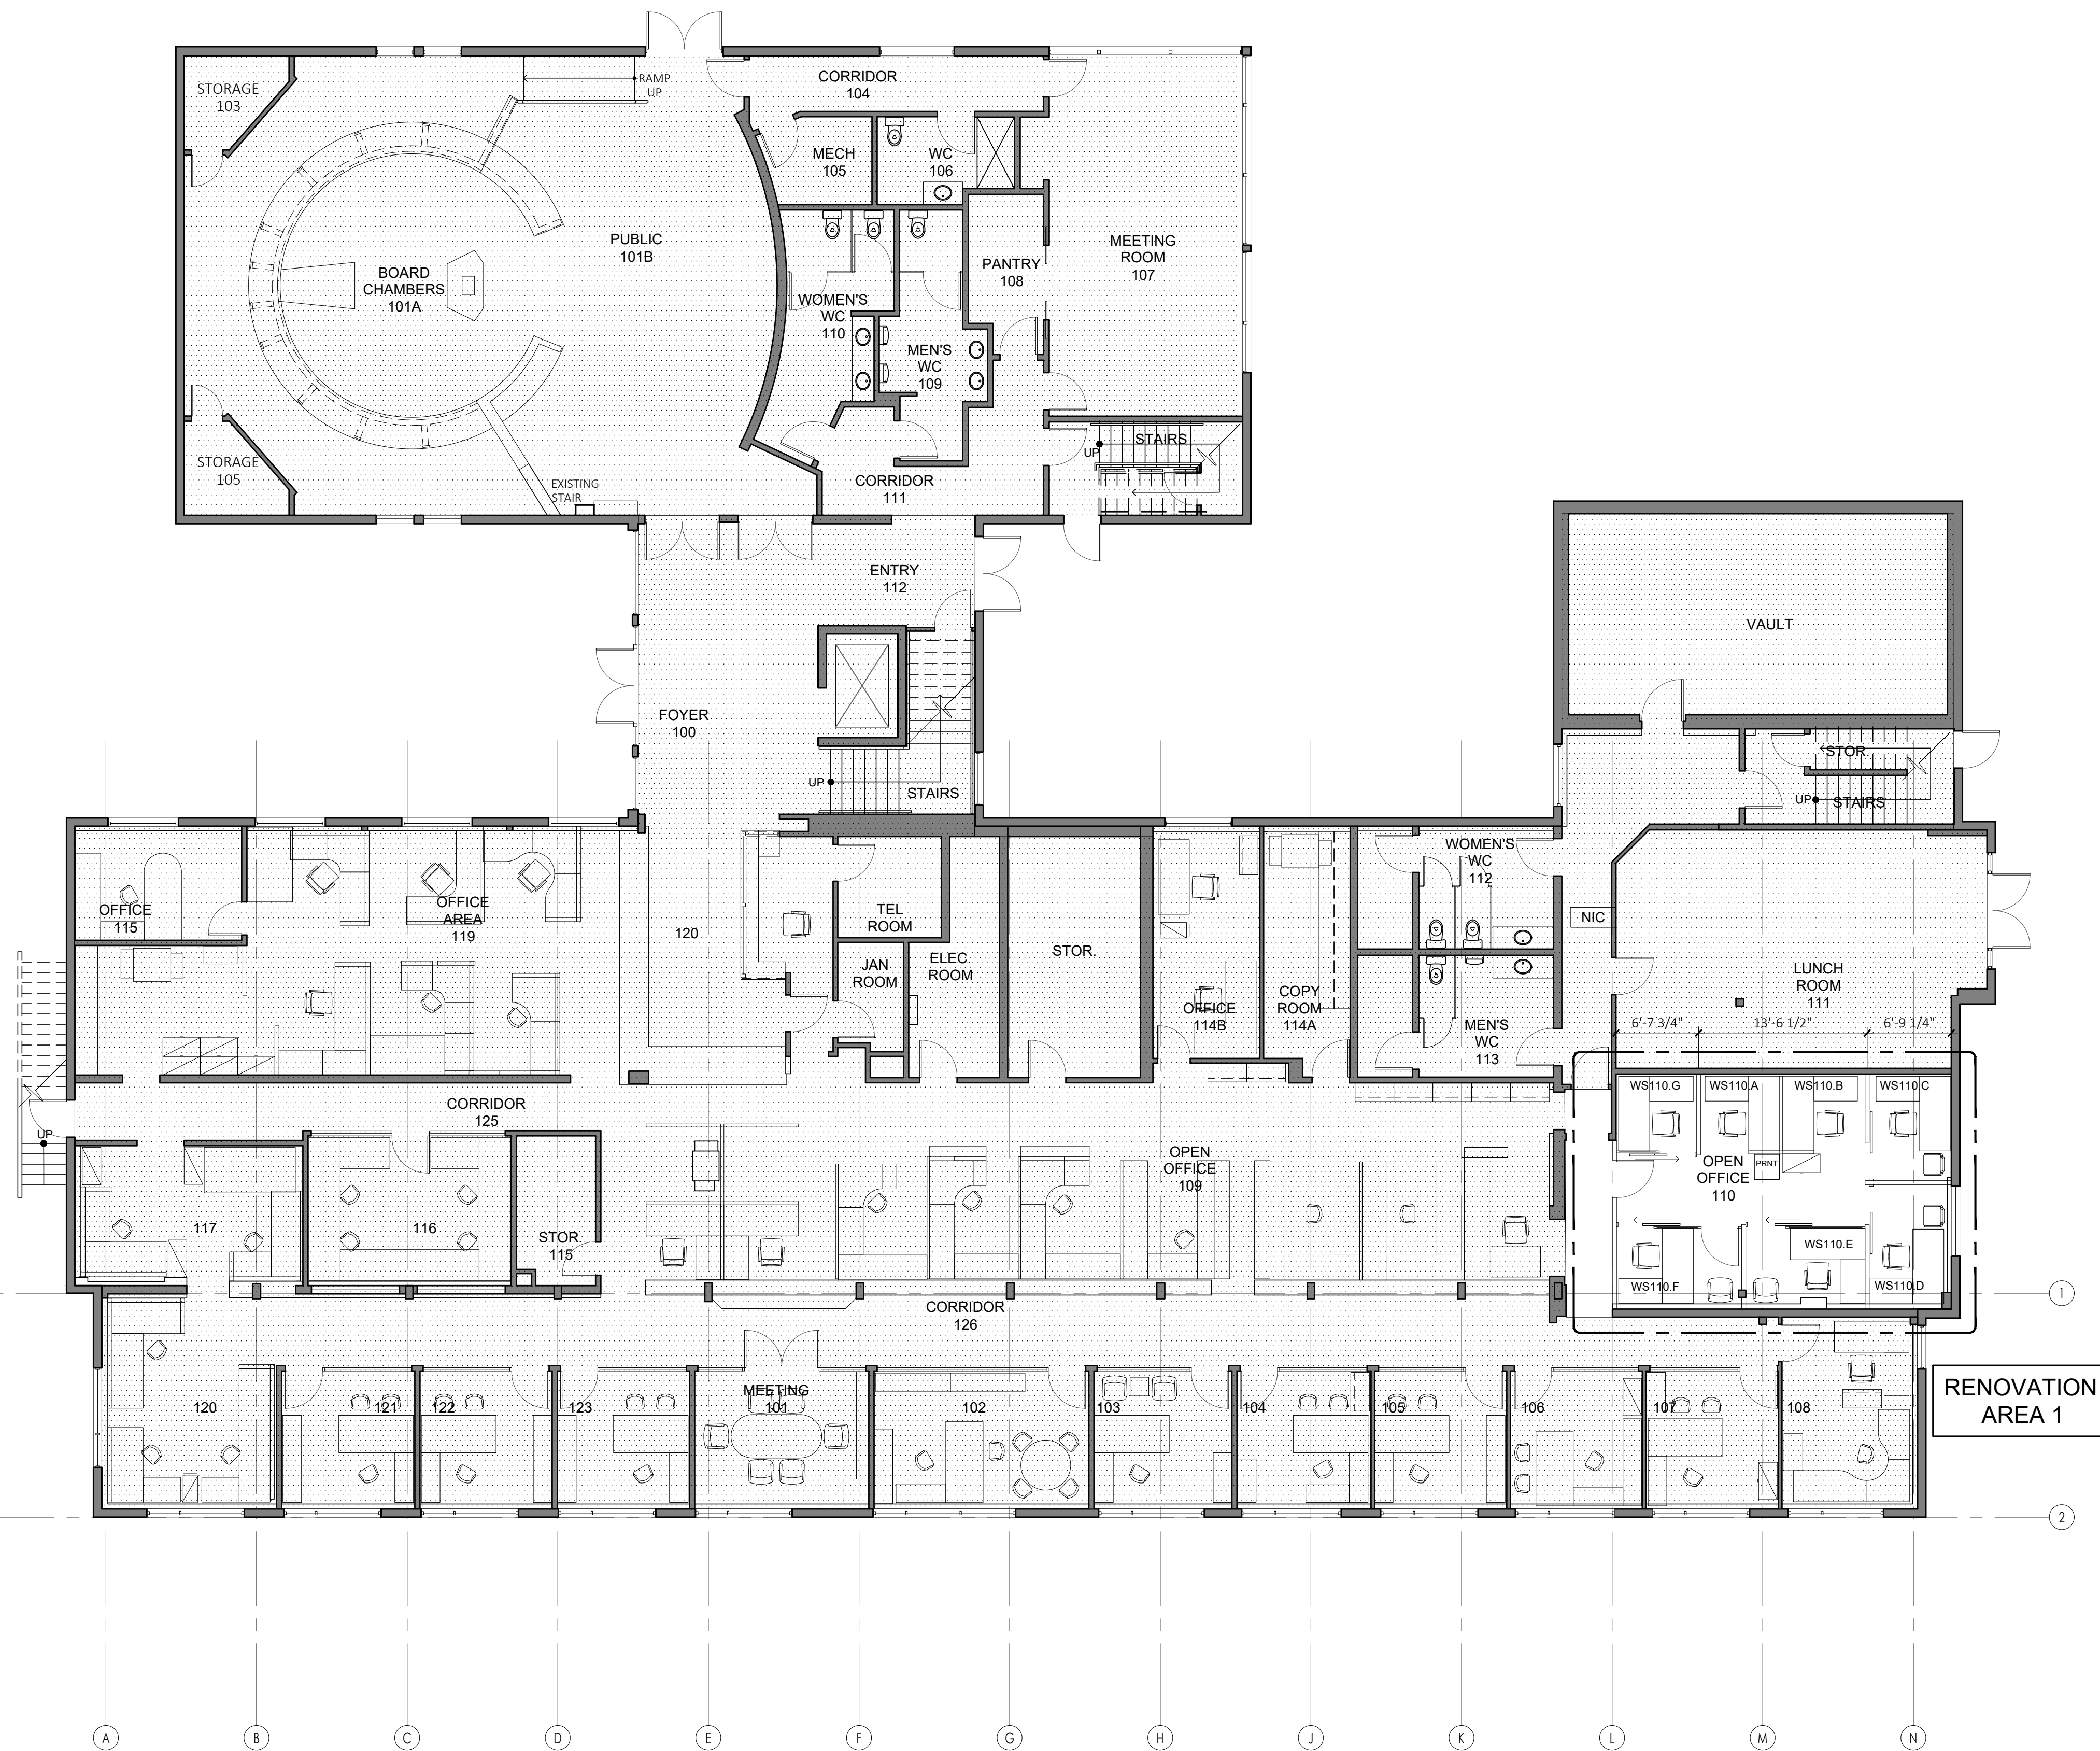 RAMP
UP
STORAGE
103
CORRIDOR
104
MECH
105
WC
106
PUBLIC
101B
BOARD
CHAMBERS
101A
MEETING
ROOM
107
PANTRY
108
WOMEN'S
WC
110
MEN'S
WC
109
STORAGE
105
EXISTING
STAIR
CORRIDOR
111
STAIRS
UP
ENTRY
112
VAULT
FOYER
100
UP
STAIRS
STOR.
UP
STAIRS
OFFICE
115
OFFICE
AREA
119
120
TEL
ROOM
JAN
ROOM
ELEC.
ROOM
STOR.
OFFICE
114B
COPY
ROOM
114A
WOMEN'S
WC
112
MEN'S
WC
113
NIC
LUNCH
ROOM
111
6'-7 3/4"
13'-6 1/2"
6'-9 1/4"
CORRIDOR
125
UP
117
116
STOR.
115
OPEN
OFFICE
109
WS110.G
WS110.A
WS110.B
WS110.C
OPEN
OFFICE
110
PRNT
WS110.E
WS110.F
WS110.D
1
CORRIDOR
126
RENOVATION
AREA 1
120
121
122
123
MEETING
101
102
103
104
105
106
107
108
2
A
B
C
D
E
F
G
H
J
K
L
M
N